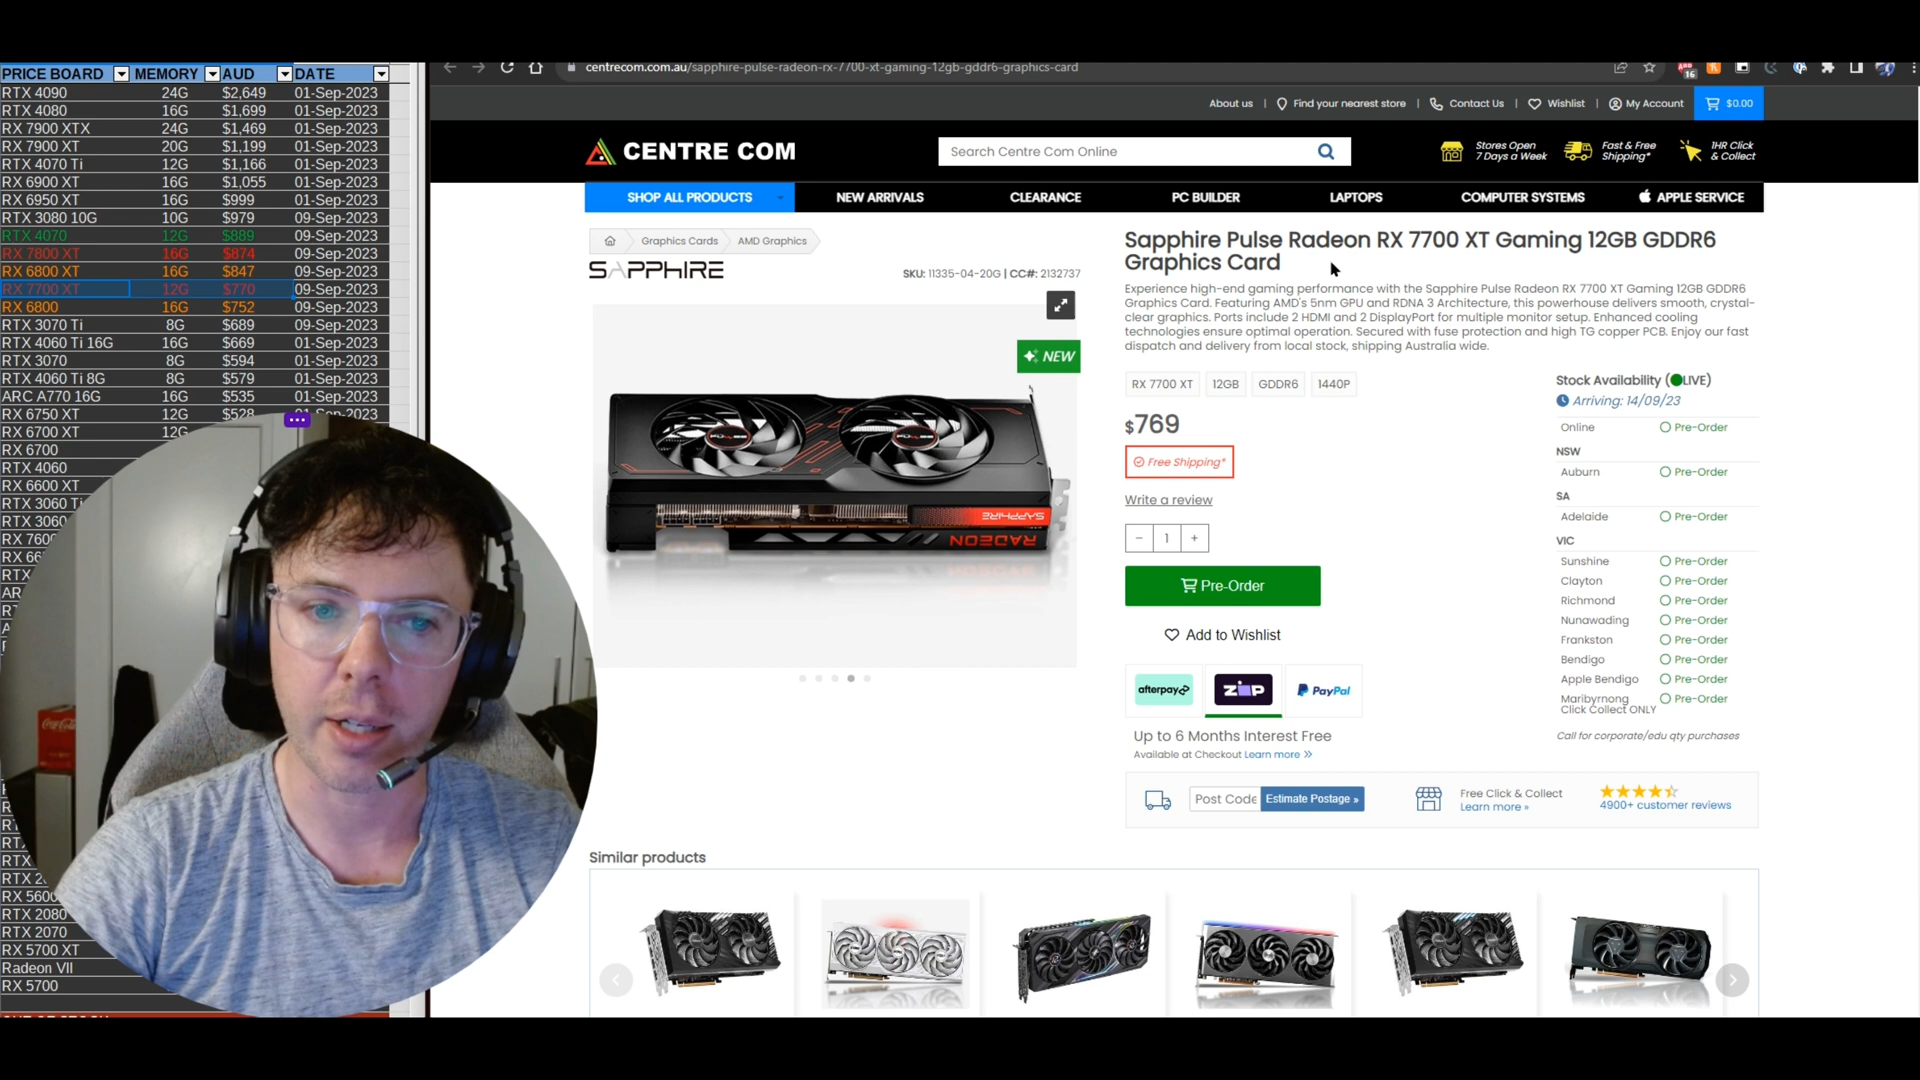 PRICE BOARD MEMORY AUD DATE
RTX 4090 24G $2,649 01-Sep-2023
RTX 4080 16G $1,699 01-Sep-2023
RX 7900 XTX 24G $1,469 01-Sep-2023
RX 7900 XT 20G $1,199 01-Sep-2023
RTX 4070 Ti 12G $1,166 01-Sep-2023
RX 6900 XT 16G $1,055 01-Sep-2023
RX 6950 XT 16G $999 01-Sep-2023
RTX 3080 10G 10G $979 09-Sep-2023
RTX 4070 12G $889 09-Sep-2023
RX 7800 XT 16G $874 09-Sep-2023
RX 6800 XT 16G $847 09-Sep-2023
RX 7700 XT 12G $770 09-Sep-2023
RX 6800 16G $752 09-Sep-2023
RTX 3070 Ti 8G $689 09-Sep-2023
RTX 4060 Ti 16G 16G $669 01-Sep-2023
RTX 3070 8G $594 01-Sep-2023
RTX 4060 Ti 8G 8G $579 01-Sep-2023
ARC A770 16G 16G $535 01-Sep-2023
RX 6750 XT 12G $528 01-Sep-2023
RX 6700 XT 12G
RX 6700
RTX 4060
RX 6600 XT
RTX 3060 Ti
RTX 3060
RX 7600
RTX
RX 5600
RTX 2080
RTX 2070
RX 5700 XT
Radeon VII
RX 5700
Coca-Cola
centrecom.com.au/sapphire-pulse-radeon-rx-7700-xt-gaming-12gb-gddr6-graphics-card
16
About us | Find your nearest store | Contact Us | Wishlist | My Account $0.00
CENTRE COM
Search Centre Com Online
Stores Open
7 Days a Week
Fast & Free
Shipping*
1HR Click
& Collect
SHOP ALL PRODUCTS NEW ARRIVALS CLEARANCE PC BUILDER LAPTOPS COMPUTER SYSTEMS APPLE SERVICE
Graphics Cards AMD Graphics
SAPPHIRE
SKU: 11335-04-20G | CC#: 2132737
NEW
PULSE
PULSE
SAPPHIRE
RADEON
Sapphire Pulse Radeon RX 7700 XT Gaming 12GB GDDR6
Graphics Card
Experience high-end gaming performance with the Sapphire Pulse Radeon RX 7700 XT Gaming 12GB GDDR6
Graphics Card. Featuring AMD's 5nm GPU and RDNA 3 Architecture, this powerhouse delivers smooth, crystal-
clear graphics. Ports include 2 HDMI and 2 DisplayPort for multiple monitor setup. Enhanced cooling
technologies ensure optimal operation. Secured with fuse protection and high TG copper PCB. Enjoy our fast
dispatch and delivery from local stock, shipping Australia wide.
RX 7700 XT 12GB GDDR6 1440P
$769
Free Shipping*
Write a review
− 1 +
Pre-Order
Add to Wishlist
afterpay zip PayPal
Up to 6 Months Interest Free
Available at Checkout Learn more »
Stock Availability (LIVE)
Arriving: 14/09/23
Online Pre-Order
NSW
Auburn Pre-Order
SA
Adelaide Pre-Order
VIC
Sunshine Pre-Order
Clayton Pre-Order
Richmond Pre-Order
Nunawading Pre-Order
Frankston Pre-Order
Bendigo Pre-Order
Apple Bendigo Pre-Order
Maribyrnong Pre-Order
Click Collect ONLY
Call for corporate/edu qty purchases
Post Code Estimate Postage »
Free Click & Collect
Learn more »
4900+ customer reviews
Similar products